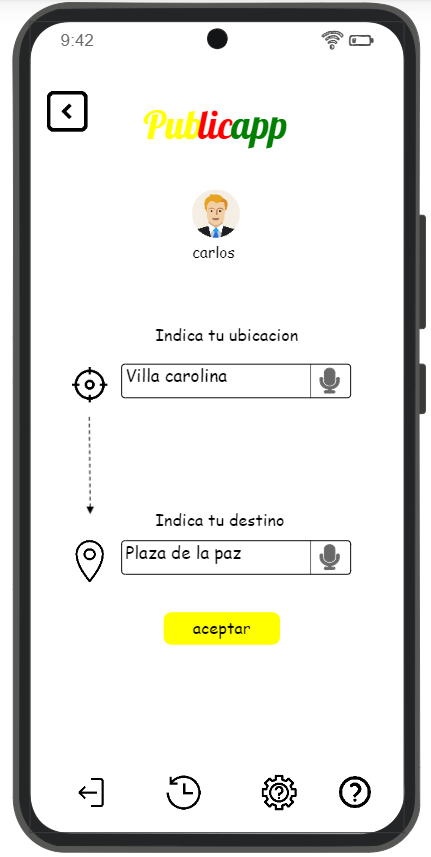 9:42
Publicapp
carlos
Indica tu ubicacion
Villa carolina
Indica tu destino
Plaza de la paz
aceptar
?
?